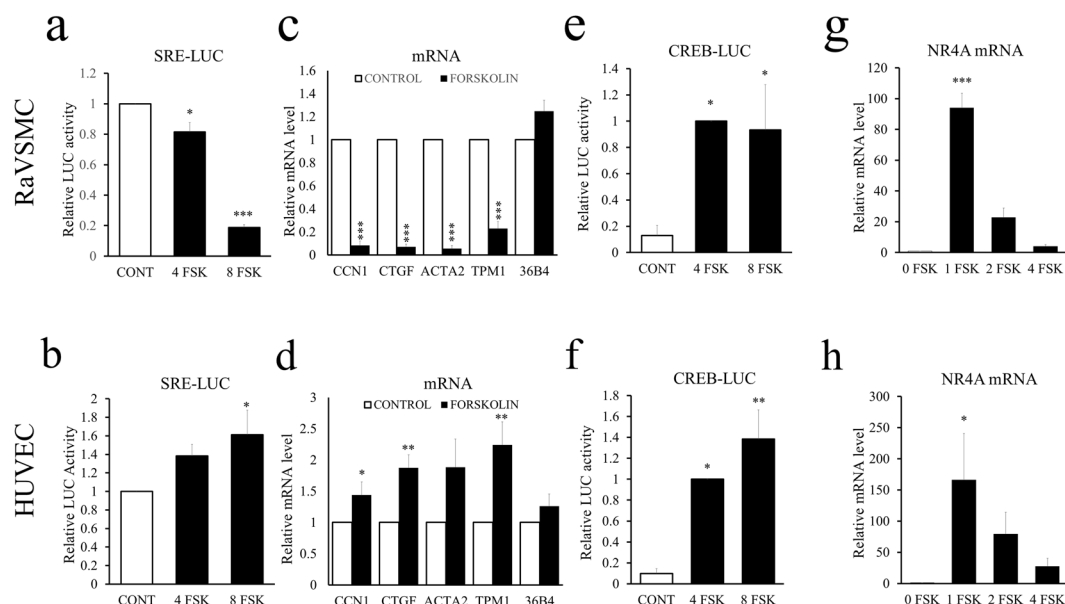 RaVSMC
a
SRE-LUC
Relative LUC activity
1.2
1
0.8
0.6
0.4
0.2
0
*
***
CONT 4 FSK 8 FSK
c
mRNA
CONTROL FORSKOLIN
Relative mRNA level
1.6
1.4
1.2
1
0.8
0.6
0.4
0.2
0
*** *** *** ***
CCN1 CTGF ACTA2 TPM1 36B4
e
CREB-LUC
Relative LUC activity
1.4
1.2
1
0.8
0.6
0.4
0.2
0
* *
CONT 4 FSK 8 FSK
g
NR4A mRNA
Relative mRNA level
120
100
80
60
40
20
0
***
0 FSK 1 FSK 2 FSK 4 FSK
HUVEC
b
SRE-LUC
Relative LUC Activity
2
1.8
1.6
1.4
1.2
1
0.8
0.6
0.4
0.2
0
*
CONT 4 FSK 8 FSK
d
mRNA
CONTROL FORSKOLIN
Relative mRNA level
3
2.5
2
1.5
1
0.5
0
* ** **
CCN1 CTGF ACTA2 TPM1 36B4
f
CREB-LUC
Relative LUC activity
1.8
1.6
1.4
1.2
1
0.8
0.6
0.4
0.2
0
* **
CONT 4 FSK 8 FSK
h
NR4A mRNA
Relative mRNA level
300
250
200
150
100
50
0
*
0 FSK 1 FSK 2 FSK 4 FSK